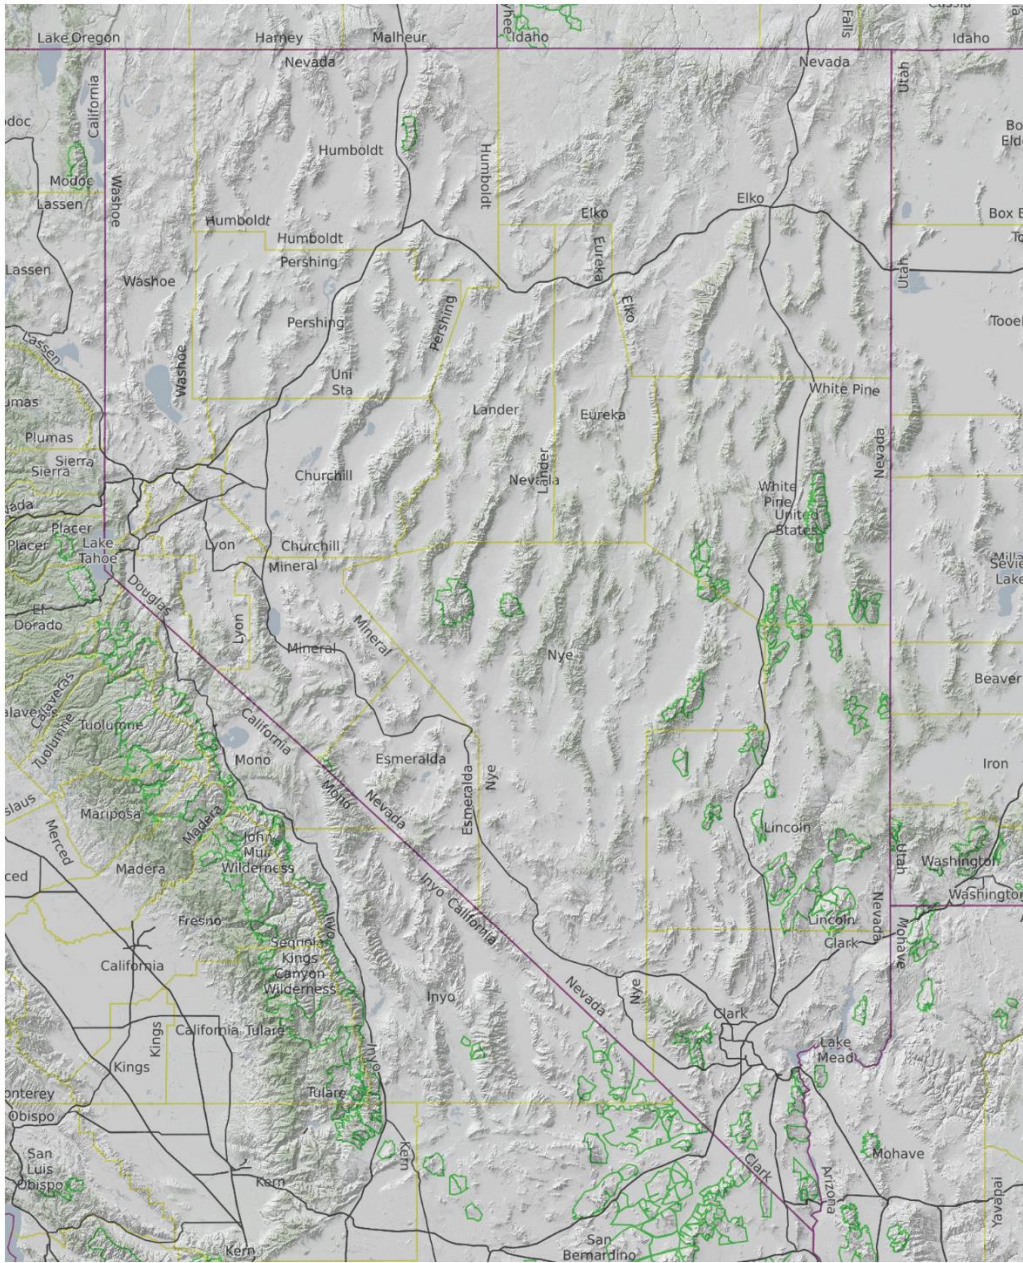 Lake
Oregon
Harney
Malheur
Idaho
Falls
Idaho
Nevada
Nevada
California
Utah
Humboldt
Humboldt
Modoc
Lassen
Washoe
Elko
Elko
Box E
Humboldt
Humboldt
Pershing
Eureka
Lassen
Washoe
Utah
Elko
Pershing
Pershing
Lassen
Washoe
Uni
Sta
White Pine
Lander
Eureka
Plumas
Nevada
Sierra
Sierra
Churchill
Nevada
Lander
White
Pine
United
States
Placer
Placer
Lake
Tahoe
Lyon
Churchill
Mineral
Lake
Douglas
El
Dorado
Lyon
Mineral
Mineral
Nye
Beaver
Calaveras
Tuolumne
Tuolumne
California
Mono
Esmeralda
Iron
Mono
Nevada
Esmeralda
Nye
Mariposa
Madera
Merced
John
Muir
Wilderness
Lincoln
Madera
Utah
Washington
Washington
Inyo
California
Fresno
Inyo
Nevada
Lincoln
Clark
Mohave
Sequoia
Kings
Canyon
Wilderness
California
Inyo
Nevada
Nye
Clark
Kings
California
Tulare
Inyo
Lake
Mead
Kings
Tulare
Obispo
San
Luis
Obispo
Kern
Kern
Clark
Mohave
Arizona
Yavapai
Kern
San
Bernardino